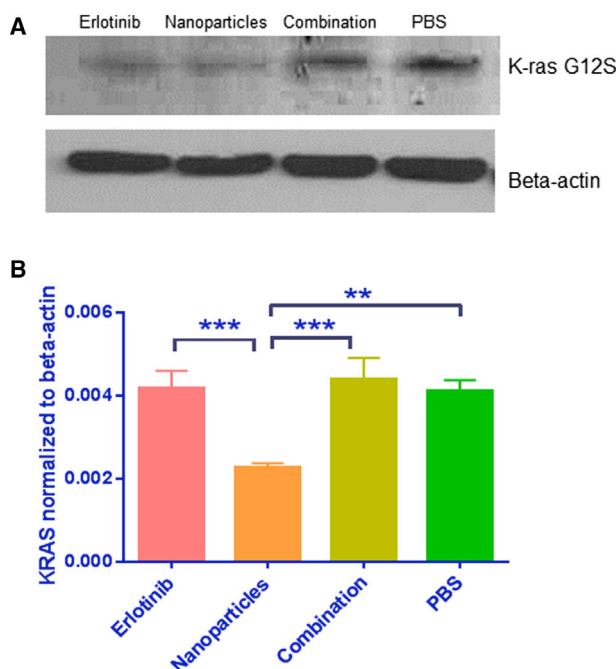 A
Erlotinib Nanoparticles Combination PBS
K-ras G12S
Beta-actin
B
KRAS normalized to beta-actin
0.006
0.004
0.002
0.000
**
*** ***
Erlotinib
Nanoparticles
Combination
PBS